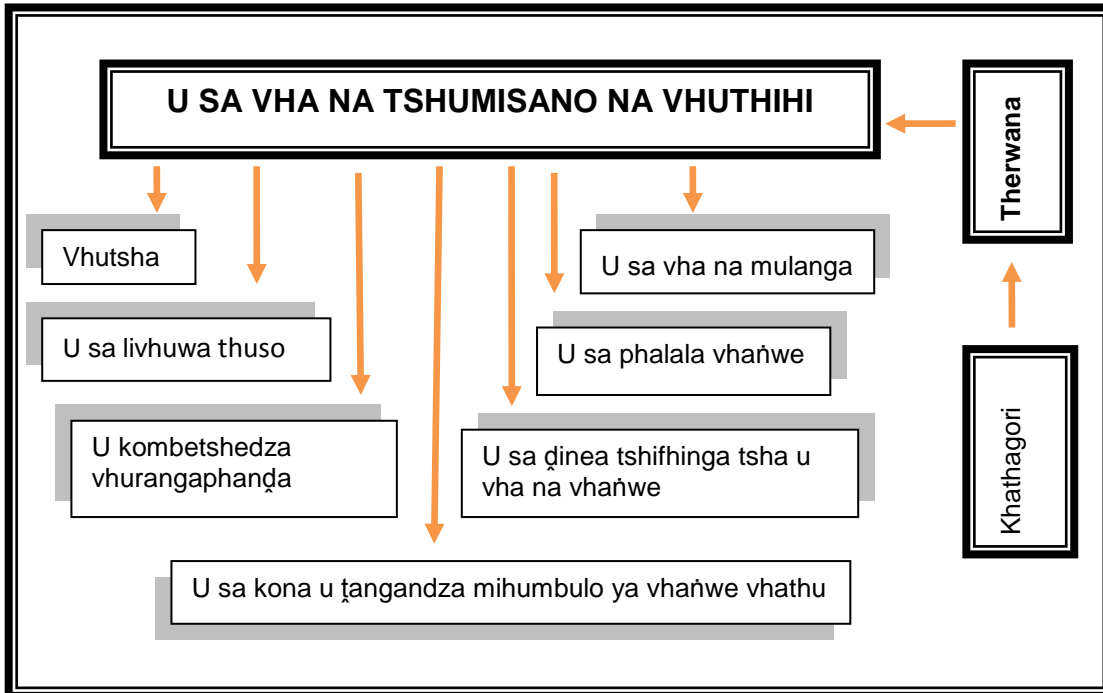 U SA VHA NA TSHUMISANO NA VHUTHIHI
Therwana
Vhutsha
U sa vha na mulanga
U sa livhuwa thuso
U sa phalala vhaṅwe
Khathagori
U kombetshedza
vhurangaphanḓa
U sa ḓinea tshifhinga tsha u
vha na vhaṅwe
U sa kona u ṱangandza mihumbulo ya vhaṅwe vhathu